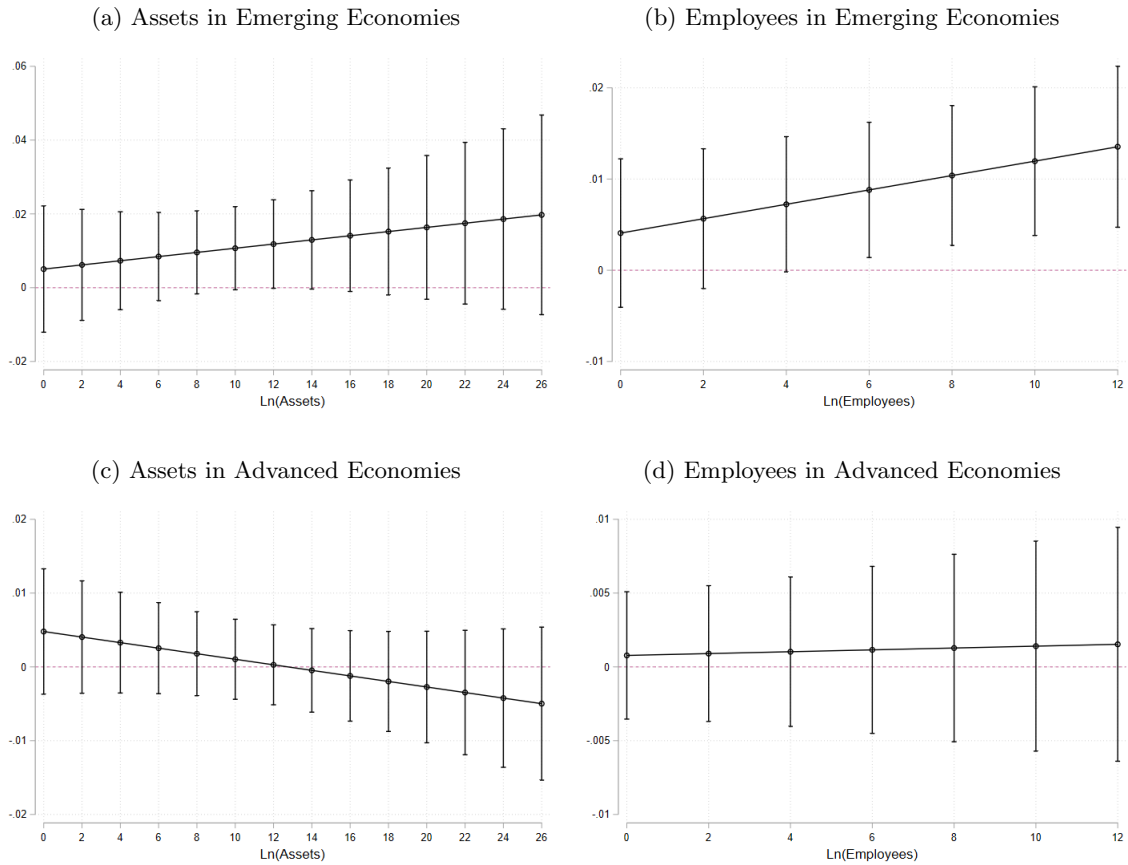 (a) Assets in Emerging Economies
.06
.04
.02
0
-.02
0 2 4 6 8 10 12 14 16 18 20 22 24 26
Ln(Assets)
(b) Employees in Emerging Economies
.02
.01
0
-.01
0 2 4 6 8 10 12
Ln(Employees)
(c) Assets in Advanced Economies
.02
.01
0
-.01
-.02
0 2 4 6 8 10 12 14 16 18 20 22 24 26
Ln(Assets)
(d) Employees in Advanced Economies
.01
.005
0
-.005
-.01
0 2 4 6 8 10 12
Ln(Employees)